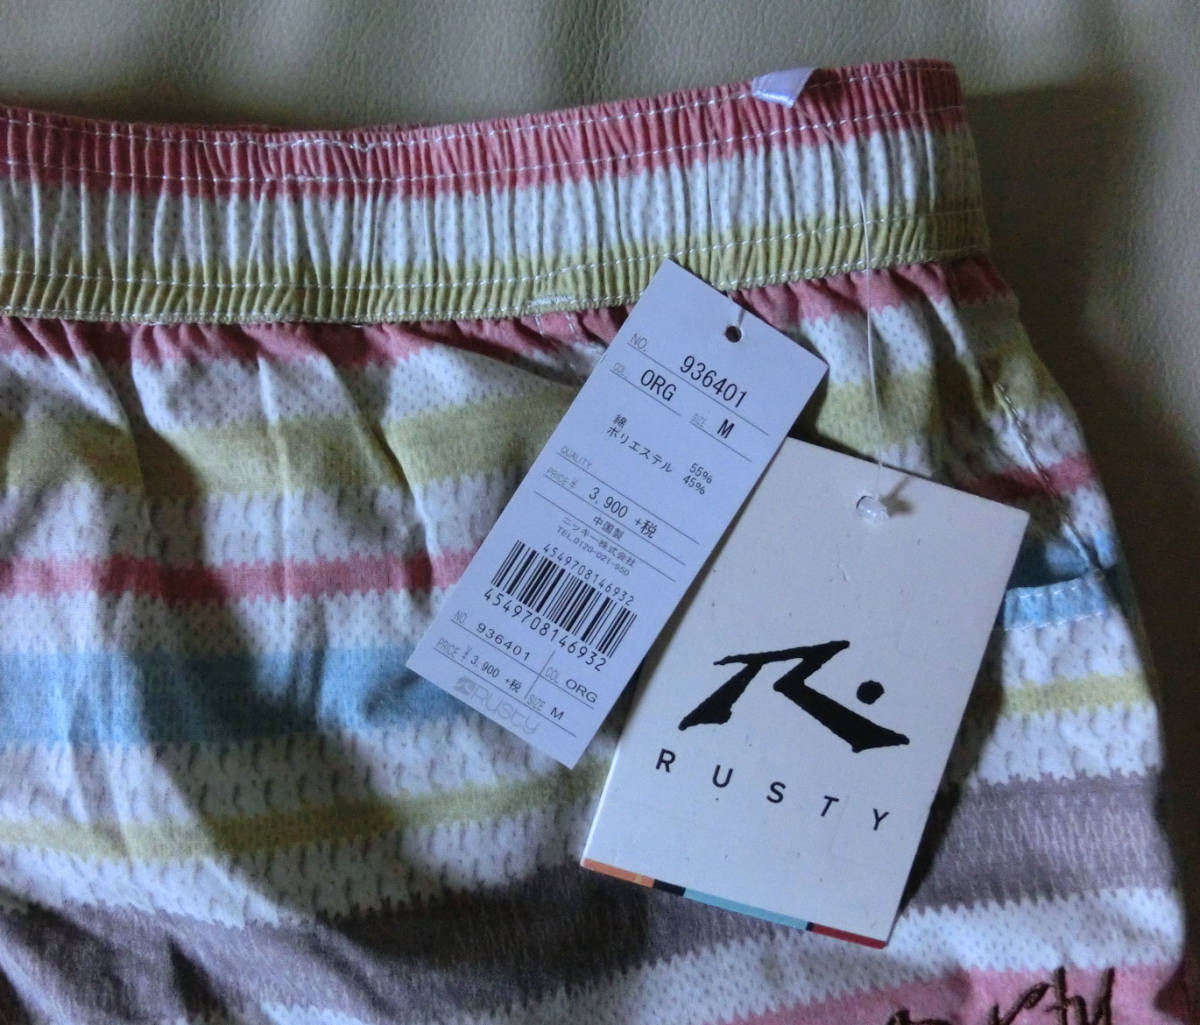 NO. 936401
COL. ORG SIZE M
綿 55%
ポリエステル 45%
QUALITY
PRICE ¥ 3,900 +税
中国製
ニッキー株式会社
TEL.0120-021-950
4549708146932
4549708146932
NO. 936401 COL. ORG
PRICE ¥ 3,900 +税 SIZE M
RUSTY
RUSTY